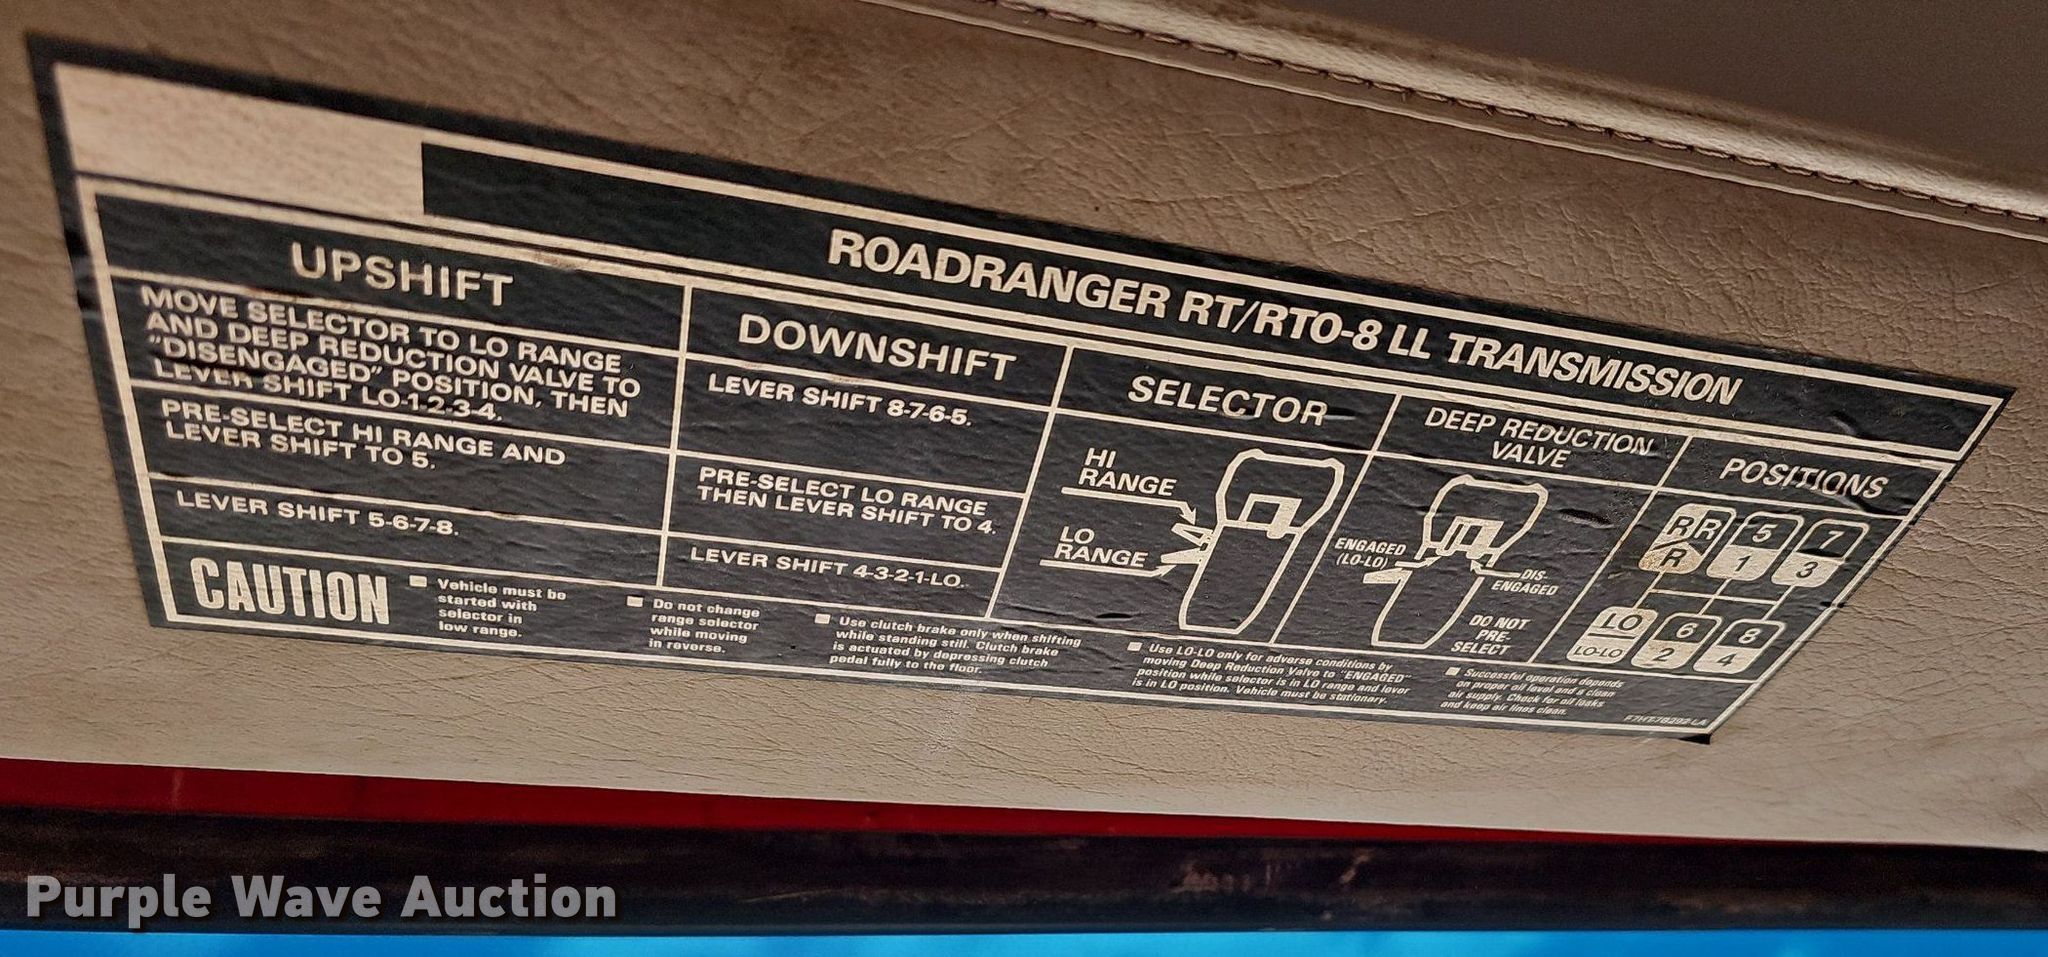 ROADRANGER RT/RTO-8 LL TRANSMISSION
UPSHIFT
MOVE SELECTOR TO LO RANGE
AND DEEP REDUCTION VALVE TO
"DISENGAGED" POSITION, THEN
LEVER SHIFT LO-1-2-3-4.
PRE-SELECT HI RANGE AND
LEVER SHIFT TO 5.
LEVER SHIFT 5-6-7-8.
DOWNSHIFT
LEVER SHIFT 8-7-6-5.
PRE-SELECT LO RANGE
THEN LEVER SHIFT TO 4.
LEVER SHIFT 4-3-2-1-LO.
SELECTOR
HI
RANGE
LO
RANGE
DEEP REDUCTION
VALVE
ENGAGED
(LO-LO)
DIS-
ENGAGED
DO NOT
PRE-
SELECT
POSITIONS
R R 5 7
R 1 3
LO 6 8
LO-LO 2 4
CAUTION
Vehicle must be
started with
selector in
low range.
Do not change
range selector
while moving
in reverse.
Use clutch brake only when shifting
while standing still. Clutch brake
is actuated by depressing clutch
pedal fully to the floor.
Use LO-LO only for adverse conditions by
moving Deep Reduction Valve to "ENGAGED"
position while selector is in LO range and lever
is in LO position. Vehicle must be stationary.
Successful operation depends
on proper oil level and a clean
air supply. Check for oil leaks
and keep air lines clean.
Purple Wave Auction